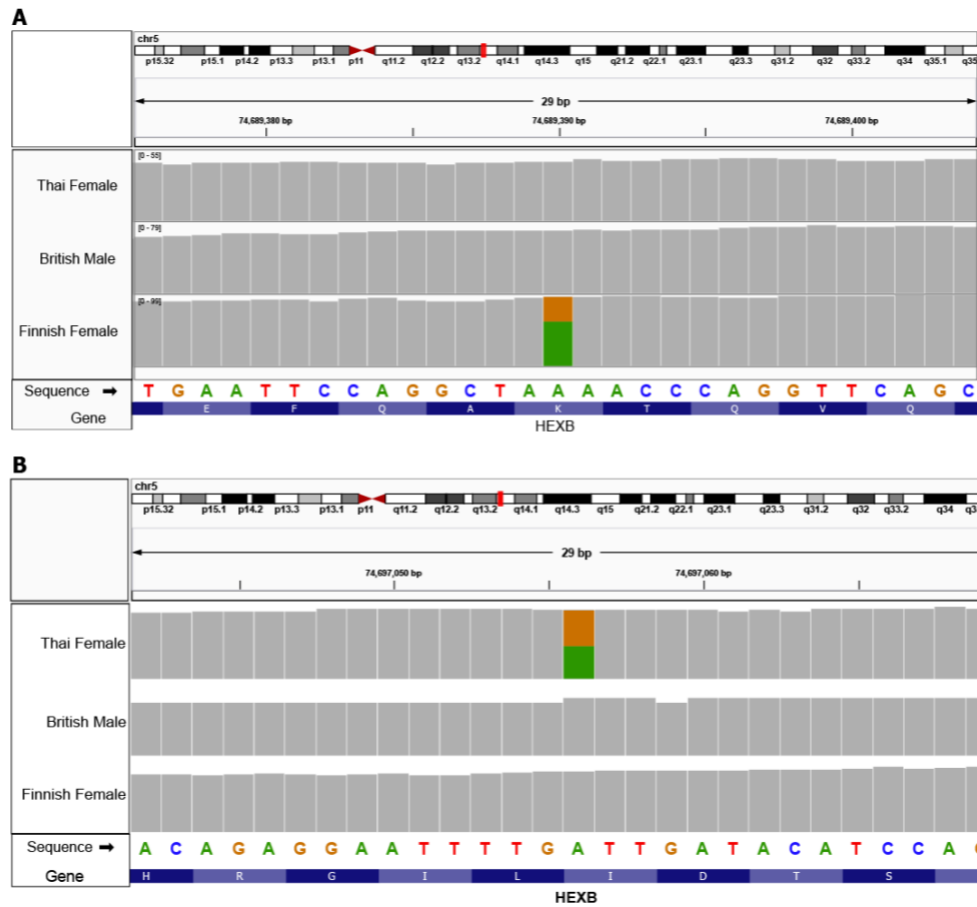 A
chr5
p15.32 p15.1 p14.2 p13.3 p13.1 p11 q11.2 q12.2 q13.2 q14.1 q14.3 q15 q21.2 q22.1 q23.1 q23.3 q31.2 q32 q33.2 q34 q35.1 q35
29 bp
74,689,380 bp 74,689,390 bp 74,689,400 bp
[0 - 55]
Thai Female
[0 - 79]
British Male
[0 - 99]
Finnish Female
Sequence T G A A T T C C A G G C T A A A A C C C A G G T T C A G C
Gene E F Q A K T Q V Q
HEXB
B
chr5
p15.32 p15.1 p14.2 p13.3 p13.1 p11 q11.2 q12.2 q13.2 q14.1 q14.3 q15 q21.2 q22.1 q23.1 q23.3 q31.2 q32 q33.2 q34 q3
29 bp
74,697,050 bp 74,697,060 bp
Thai Female
British Male
Finnish Female
Sequence A C A G A G G A A T T T T G A T T G A T A C A T C C A G
Gene H R G I L I D T S
HEXB